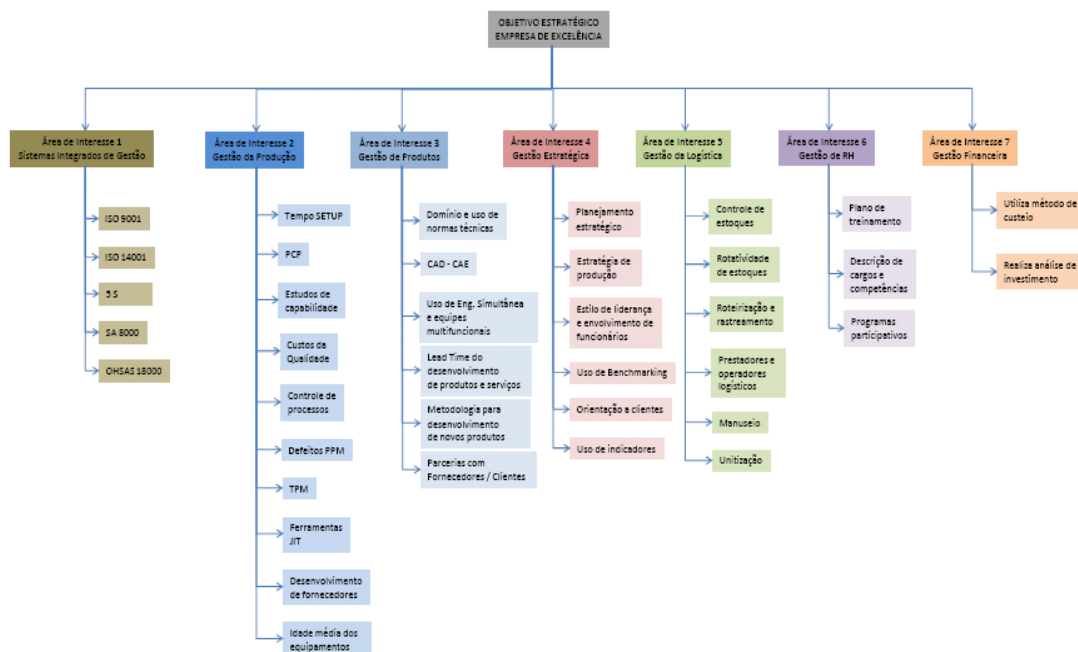 OBJETIVO ESTRATÉGICO
EMPRESA DE EXCELÊNCIA
Área de Interesse 1
Sistemas Integrados de Gestão
ISO 9001
ISO 14001
5 S
SA 8000
OHSAS 18000
Área de Interesse 2
Gestão da Produção
Tempo SETUP
PCP
Estudos de
capabilidade
Custos da
Qualidade
Controle de
processos
Defeitos PPM
TPM
Ferramentas
JIT
Desenvolvimento
de fornecedores
Idade média dos
equipamentos
Área de Interesse 3
Gestão de Produtos
Domínio e uso de
normas técnicas
CAD - CAE
Uso de Eng. Simultânea
e equipes
multifuncionais
Lead Time do
desenvolvimento
de produtos e serviços
Metodologia para
desenvolvimento
de novos produtos
Parcerias com
Fornecedores / Clientes
Área de Interesse 4
Gestão Estratégica
Planejamento
estratégico
Estratégia de
produção
Estilo de liderança
e envolvimento de
funcionários
Uso de Benchmarking
Orientação a clientes
Uso de indicadores
Área de Interesse 5
Gestão da Logística
Controle de
estoques
Rotatividade
de estoques
Roteirização e
rastreamento
Prestadores e
operadores
logísticos
Manuseio
Unitização
Área de Interesse 6
Gestão de RH
Plano de
treinamento
Descrição de
cargos e
competências
Programas
participativos
Área de Interesse 7
Gestão Financeira
Utiliza método de
custeio
Realiza análise de
investimento